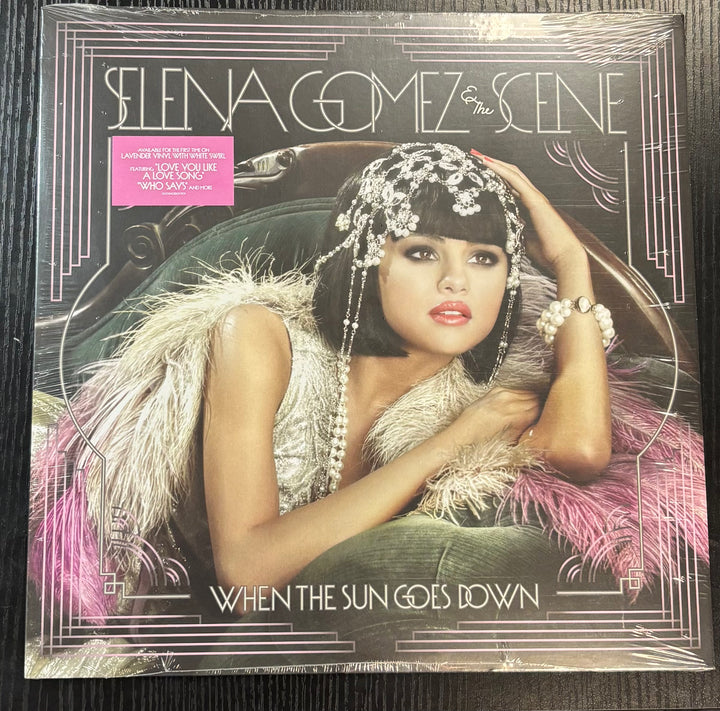 SELENA GOMEZ & The SCENE
AVAILABLE FOR THE FIRST TIME ON
LAVENDER VINYL WITH WHITE SWIRL
FEATURING "LOVE YOU LIKE
A LOVE SONG"
"WHO SAYS" AND MORE
WHEN THE SUN GOES DOWN